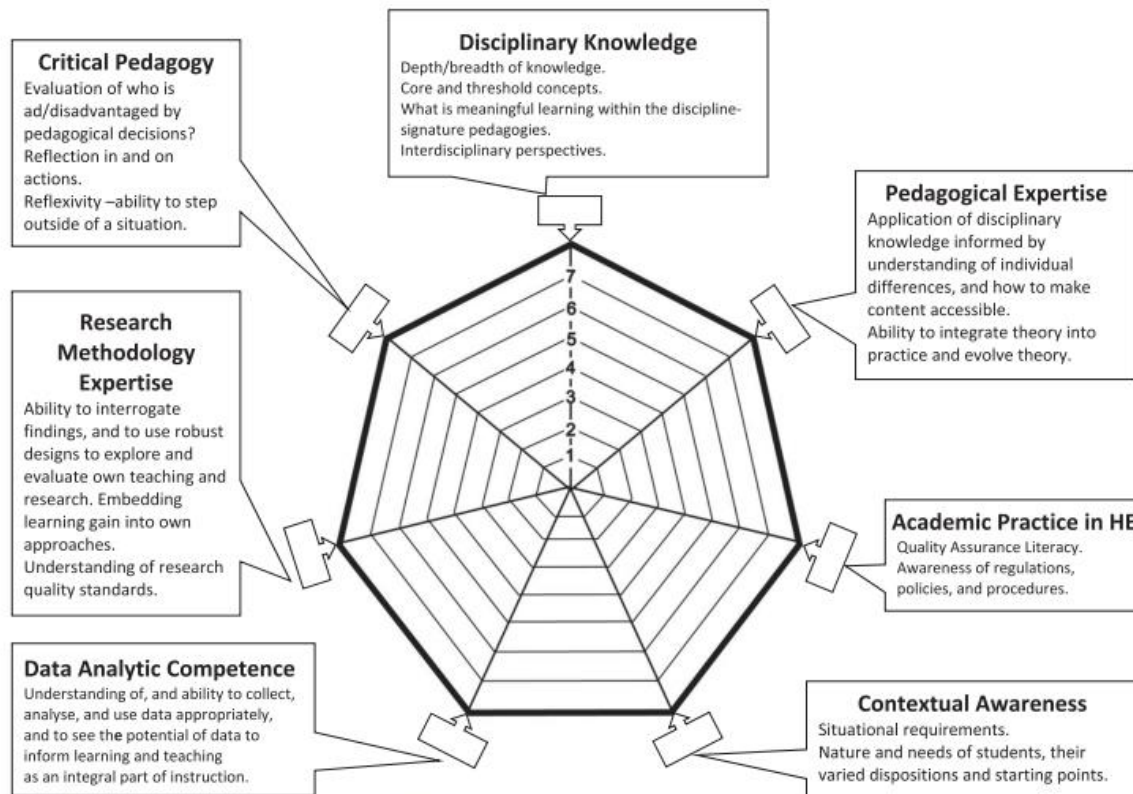 Disciplinary Knowledge
Depth/breadth of knowledge.
Core and threshold concepts.
What is meaningful learning within the discipline-
signature pedagogies.
Interdisciplinary perspectives.
Critical Pedagogy
Evaluation of who is
ad/disadvantaged by
pedagogical decisions?
Reflection in and on
actions.
Reflexivity –ability to step
outside of a situation.
Pedagogical Expertise
Application of disciplinary
knowledge informed by
understanding of individual
differences, and how to make
content accessible.
Ability to integrate theory into
practice and evolve theory.
7
6
5
4
3
2
1
Research
Methodology
Expertise
Ability to interrogate
findings, and to use robust
designs to explore and
evaluate own teaching and
research. Embedding
learning gain into own
approaches.
Understanding of research
quality standards.
Academic Practice in HE
Quality Assurance Literacy.
Awareness of regulations,
policies, and procedures.
Data Analytic Competence
Understanding of, and ability to collect,
analyse, and use data appropriately,
and to see the potential of data to
inform learning and teaching
as an integral part of instruction.
Contextual Awareness
Situational requirements.
Nature and needs of students, their
varied dispositions and starting points.